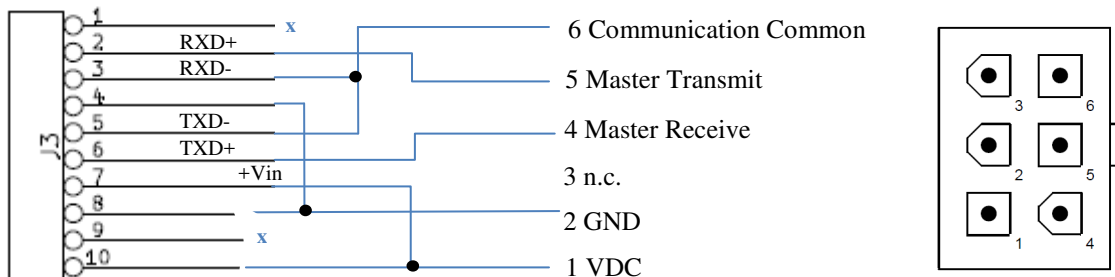 J3
1 x
2 RXD+
3 RXD-
4
5 TXD-
6 TXD+
7 +Vin
8
9 x
10
6 Communication Common
5 Master Transmit
4 Master Receive
3 n.c.
2 GND
1 VDC
3 6
2 5
1 4